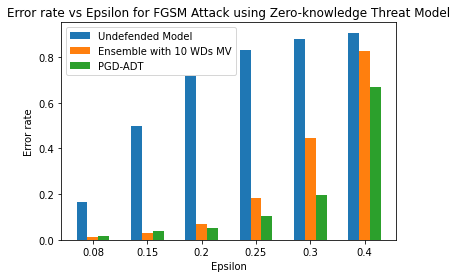 Error rate vs Epsilon for FGSM Attack using Zero-knowledge Threat Model
Undefended Model
Ensemble with 10 WDs MV
PGD-ADT
Error rate
0.8
0.6
0.4
0.2
0.0
0.08 0.15 0.2 0.25 0.3 0.4
Epsilon